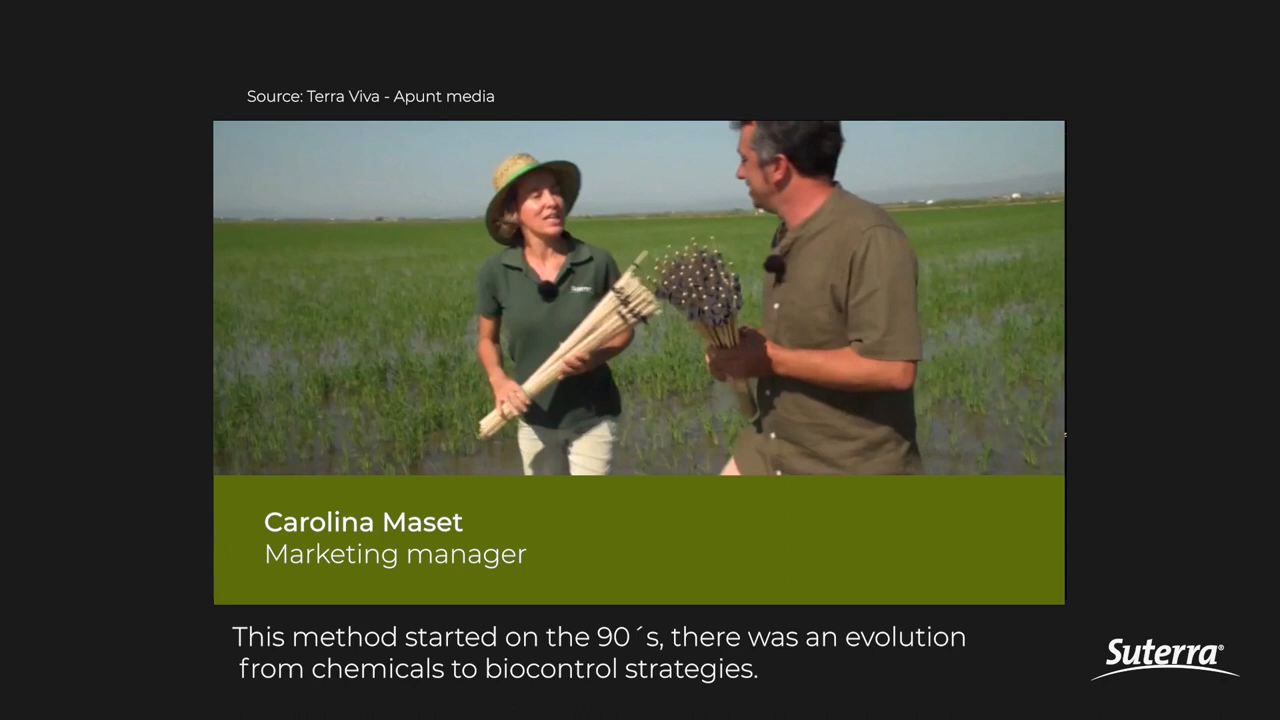 Source: Terra Viva - Apunt media
Suterra
Carolina Maset
Marketing manager
This method started on the 90´s, there was an evolution
from chemicals to biocontrol strategies.
Suterra®